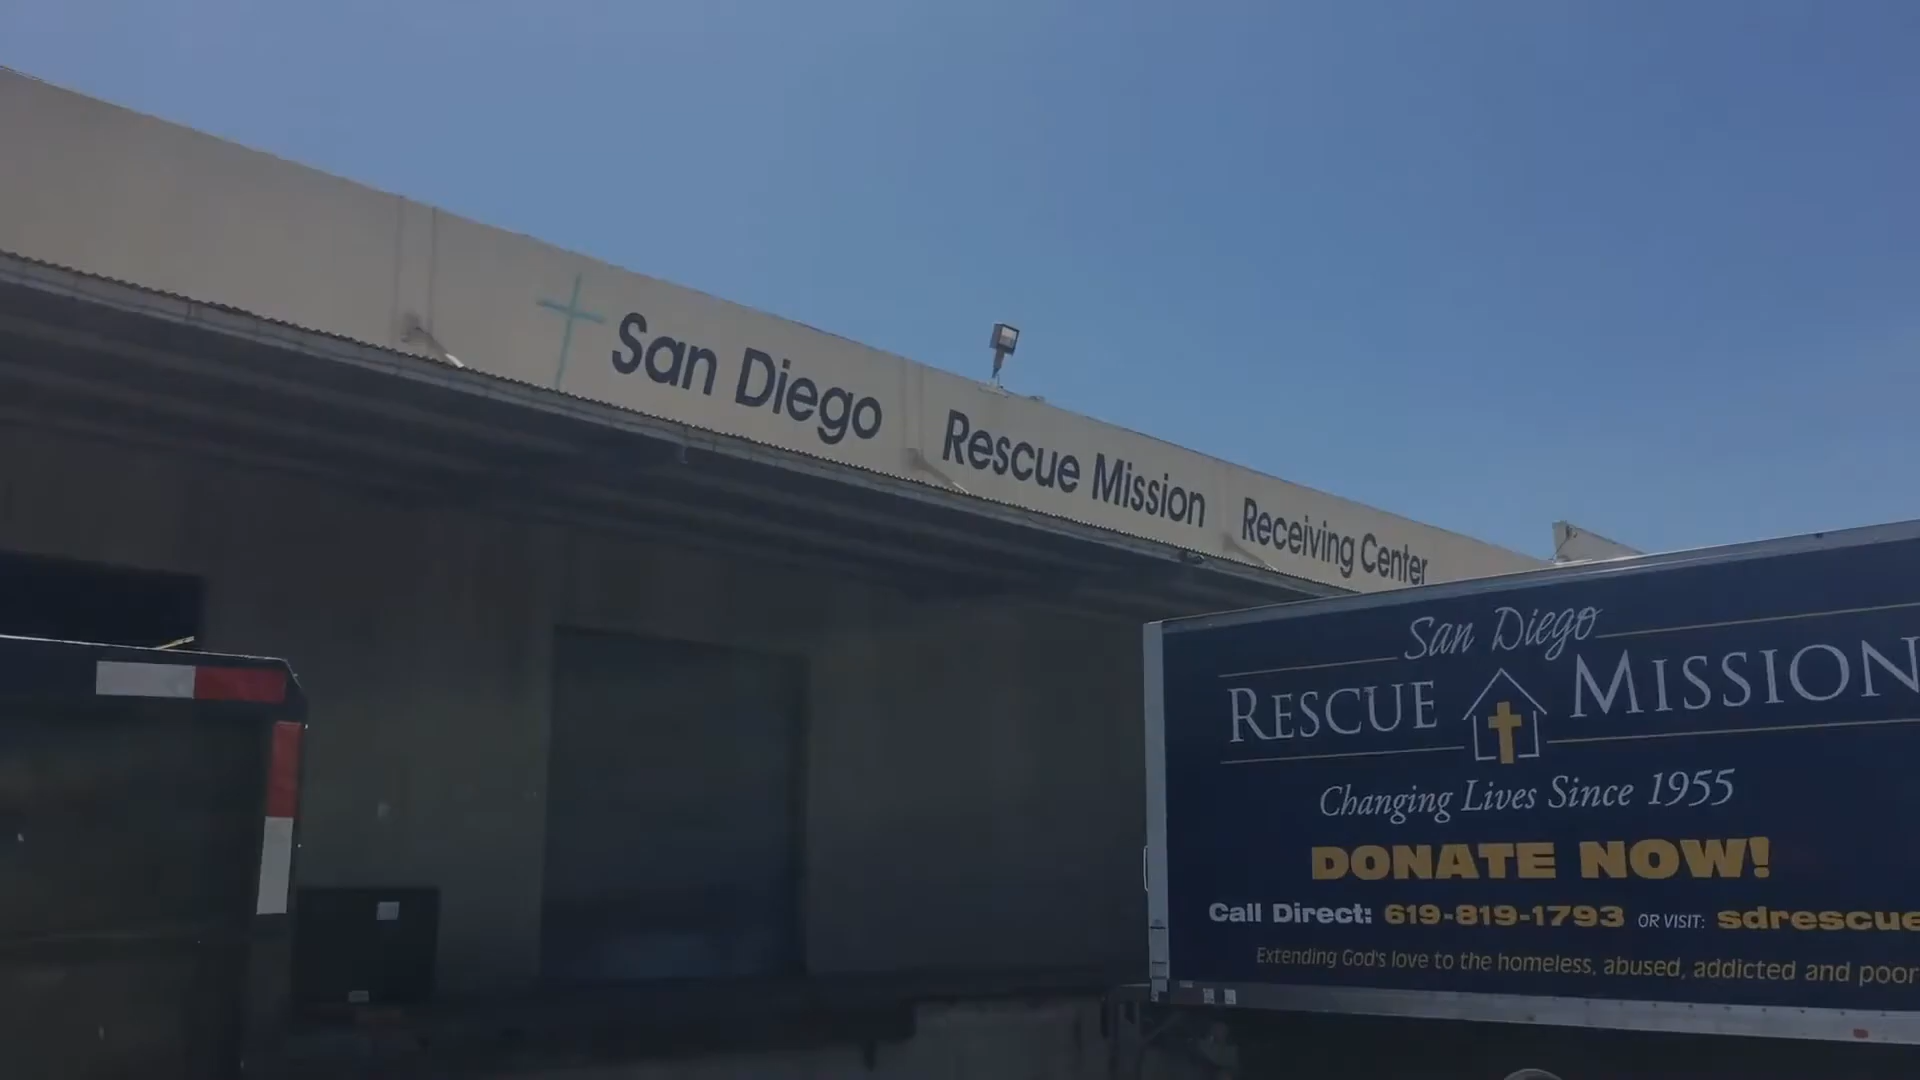 San Diego Rescue Mission Receiving Center
San Diego
RESCUE MISSION
Changing Lives Since 1955
DONATE NOW!
Call Direct: 619-819-1793 OR VISIT: sdrescue
Extending God's love to the homeless, abused, addicted and poor